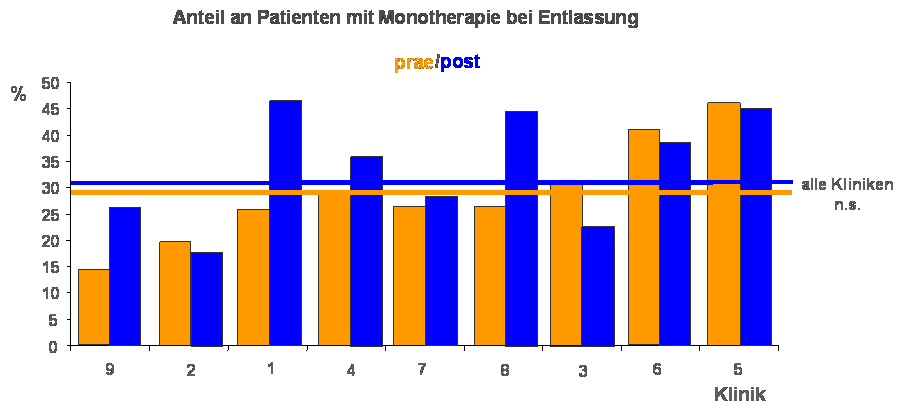 Anteil an Patienten mit Monotherapie bei Entlassung
prae/post
%
50
45
40
35
30
25
20
15
10
5
0
alle Kliniken
n.s.
9 2 1 4 7 8 3 6 5
Klinik